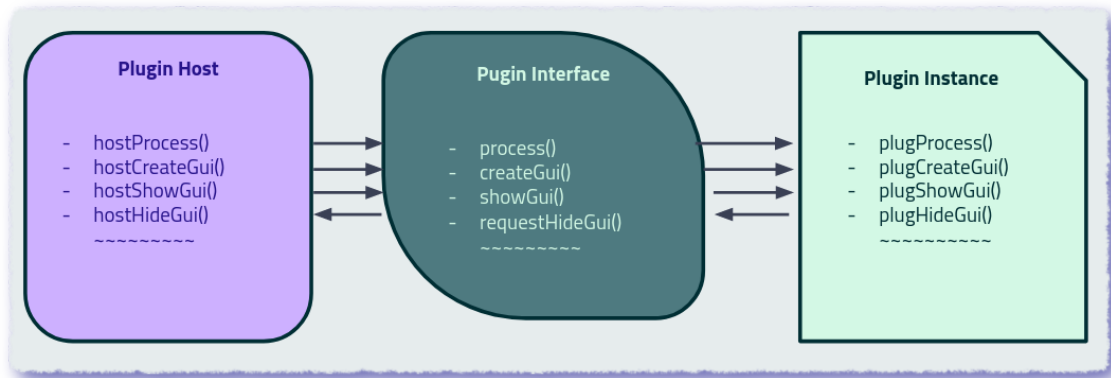 Plugin Host
- hostProcess()
- hostCreateGui()
- hostShowGui()
- hostHideGui()
~~~~~~~~~
Pugin Interface
- process()
- createGui()
- showGui()
- requestHideGui()
~~~~~~~~~
Plugin Instance
- plugProcess()
- plugCreateGui()
- plugShowGui()
- plugHideGui()
~~~~~~~~~~